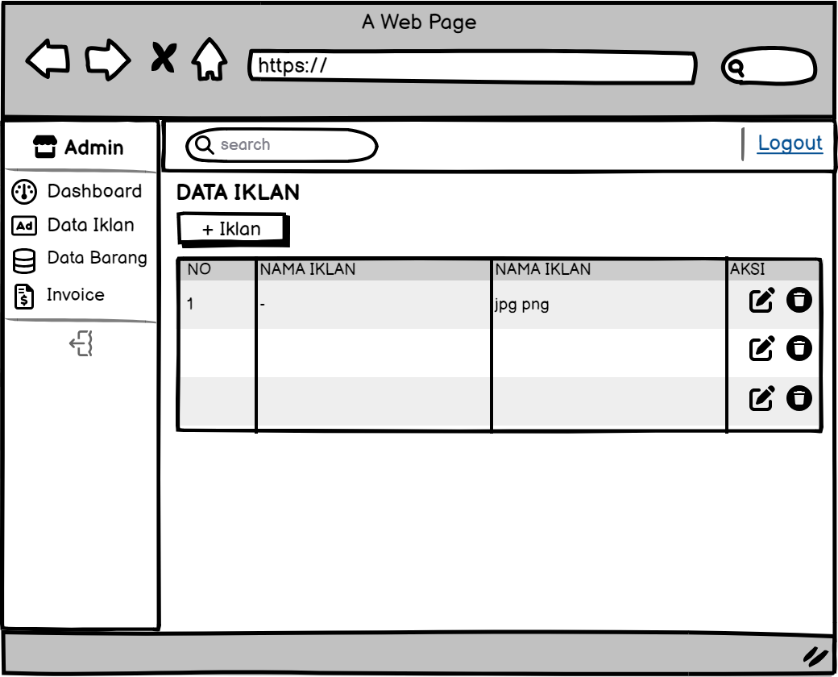 A Web Page
https://
Admin
search
Logout
Dashboard
Ad Data Iklan
Data Barang
$ Invoice
DATA IKLAN
+ Iklan
NO NAMA IKLAN NAMA IKLAN AKSI
1 - jpg png